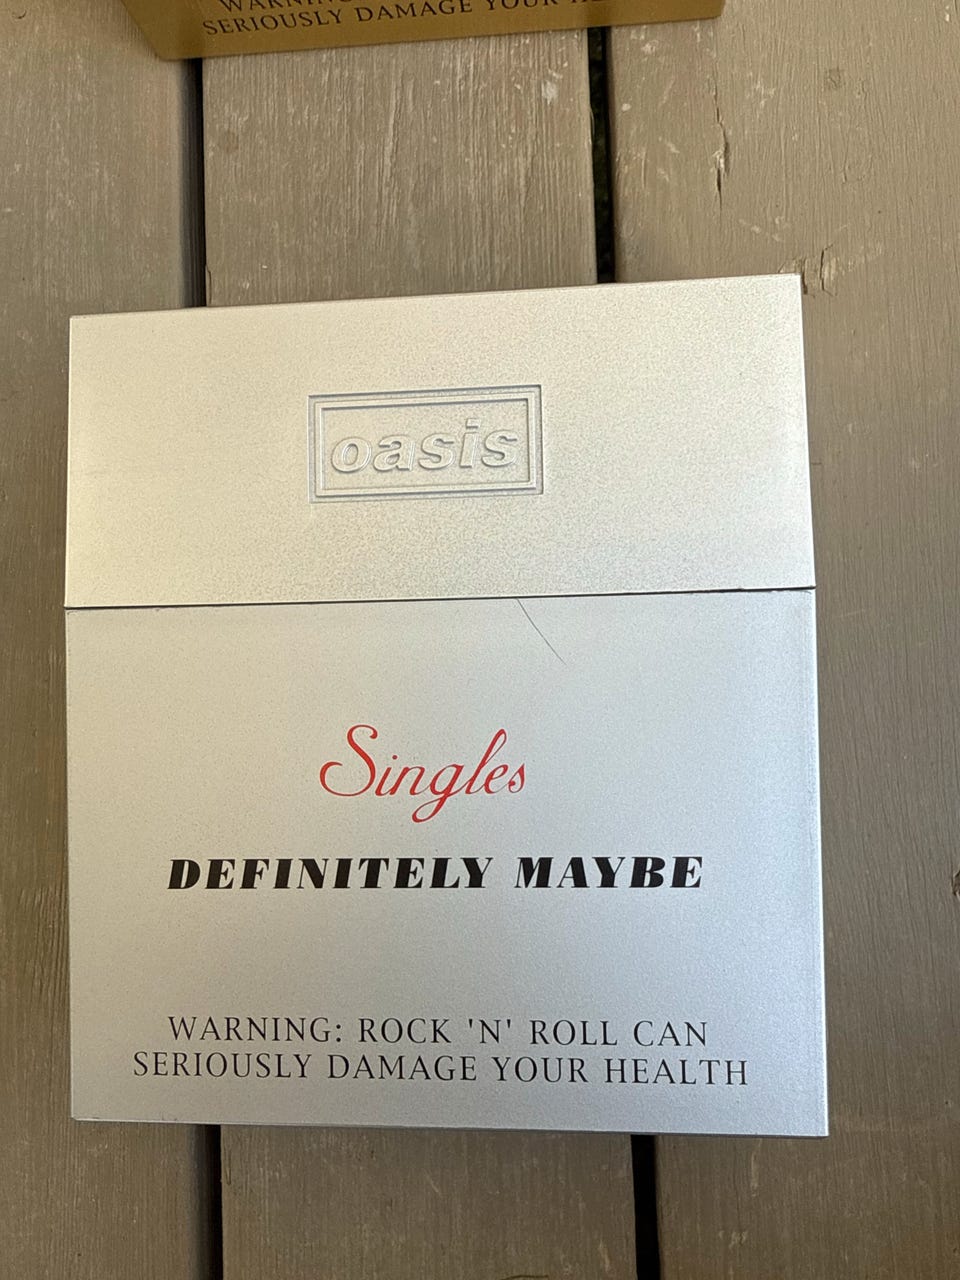 SERIOUSLY DAMAGE YOUR
oasis
Singles
DEFINITELY MAYBE
WARNING: ROCK 'N' ROLL CAN
SERIOUSLY DAMAGE YOUR HEALTH